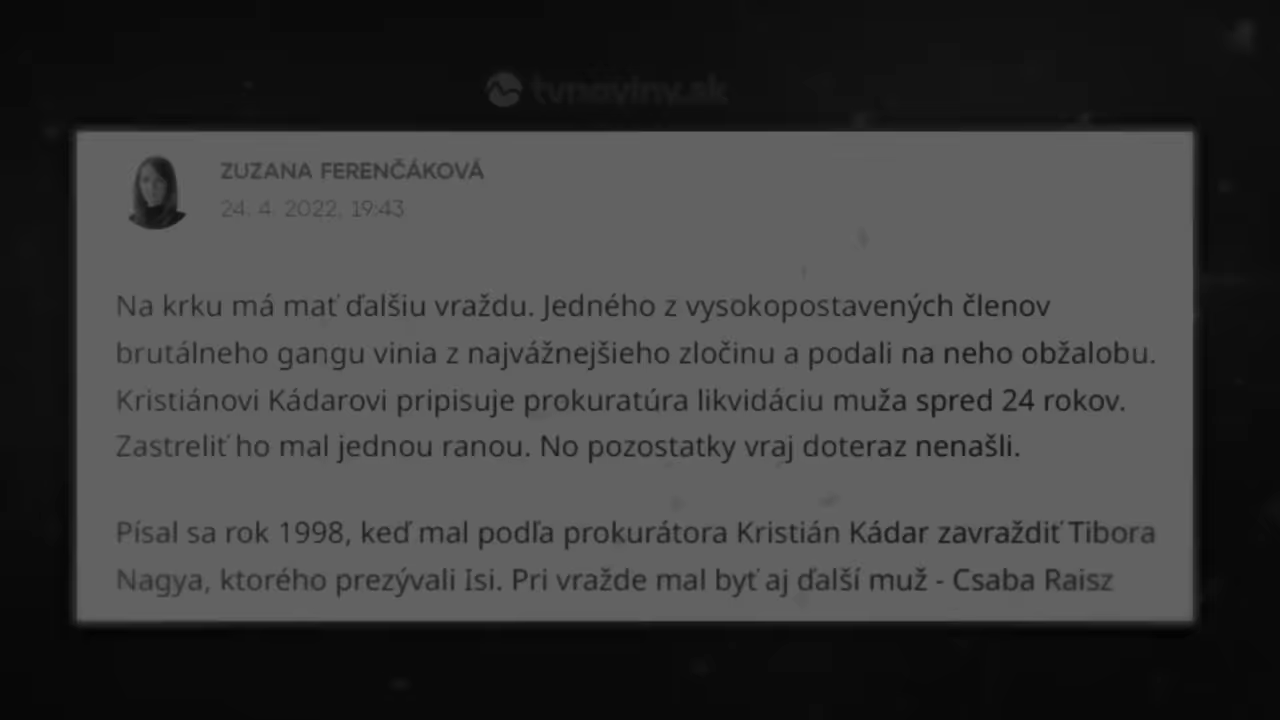 tvnoviny.sk
ZUZANA FERENČÁKOVÁ
24. 4. 2022, 19:43
Na krku má mať ďalšiu vraždu. Jedného z vysokopostavených členov
brutálneho gangu vinia z najvážnejšieho zločinu a podali na neho obžalobu.
Kristiánovi Kádarovi pripisuje prokuratúra likvidáciu muža spred 24 rokov.
Zastreliť ho mal jednou ranou. No pozostatky vraj doteraz nenašli.
Písal sa rok 1998, keď mal podľa prokurátora Kristián Kádar zavraždiť Tibora
Nagya, ktorého prezývali Isi. Pri vražde mal byť aj ďalší muž - Csaba Raisz